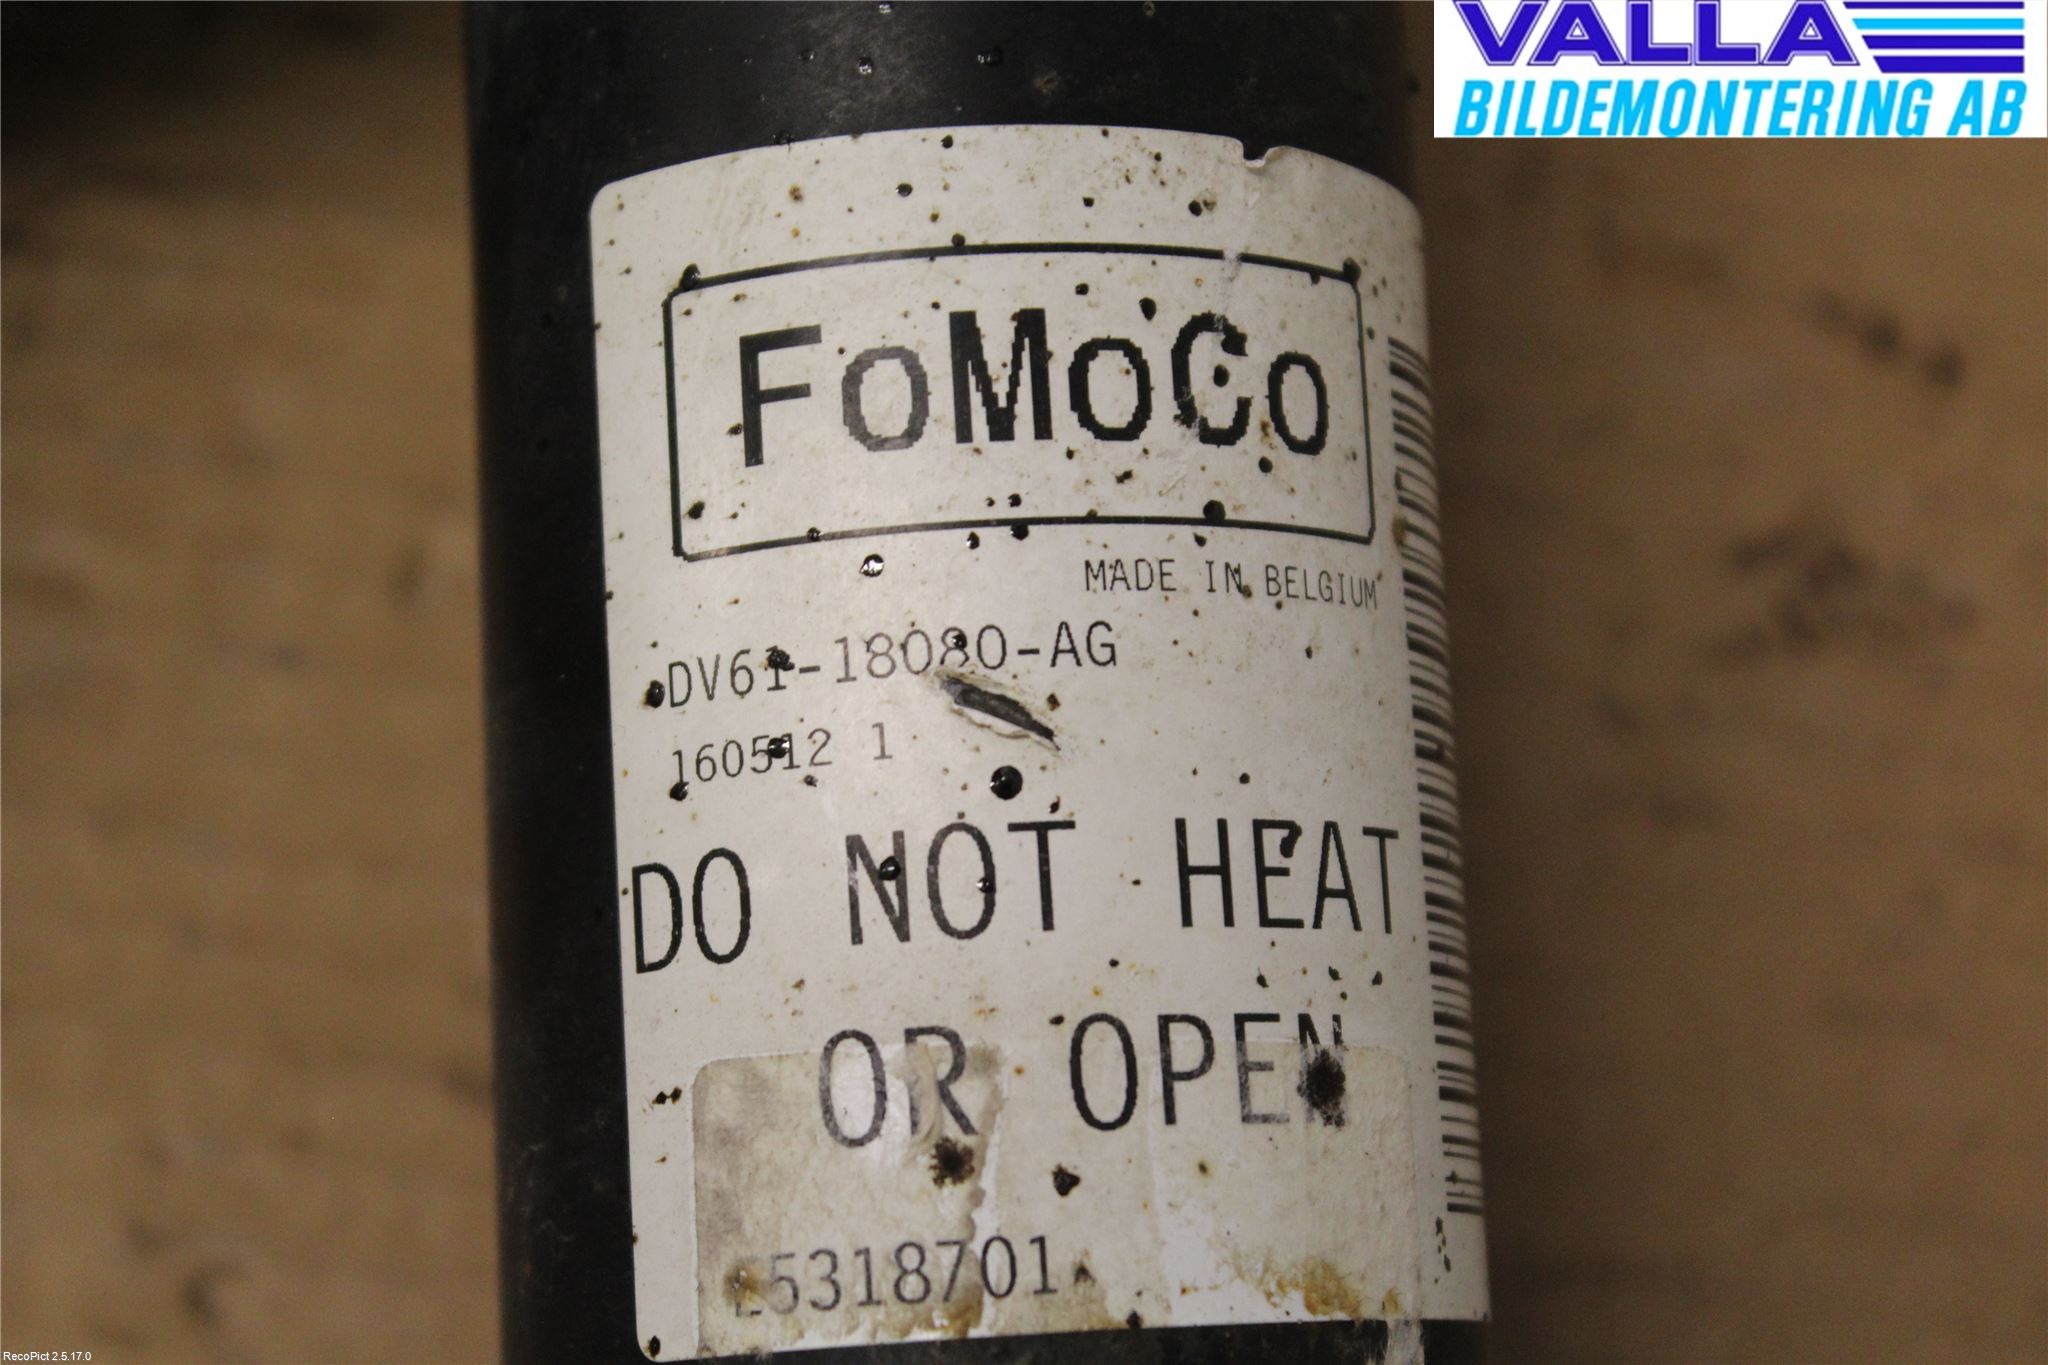 VALLA
BILDEMONTERING AB
FoMoCo
MADE IN BELGIUM
DV61-18080-AG
160512 1
DO NOT HEAT
OR OPEN
E5318701
RecoPict 2.5.17.0